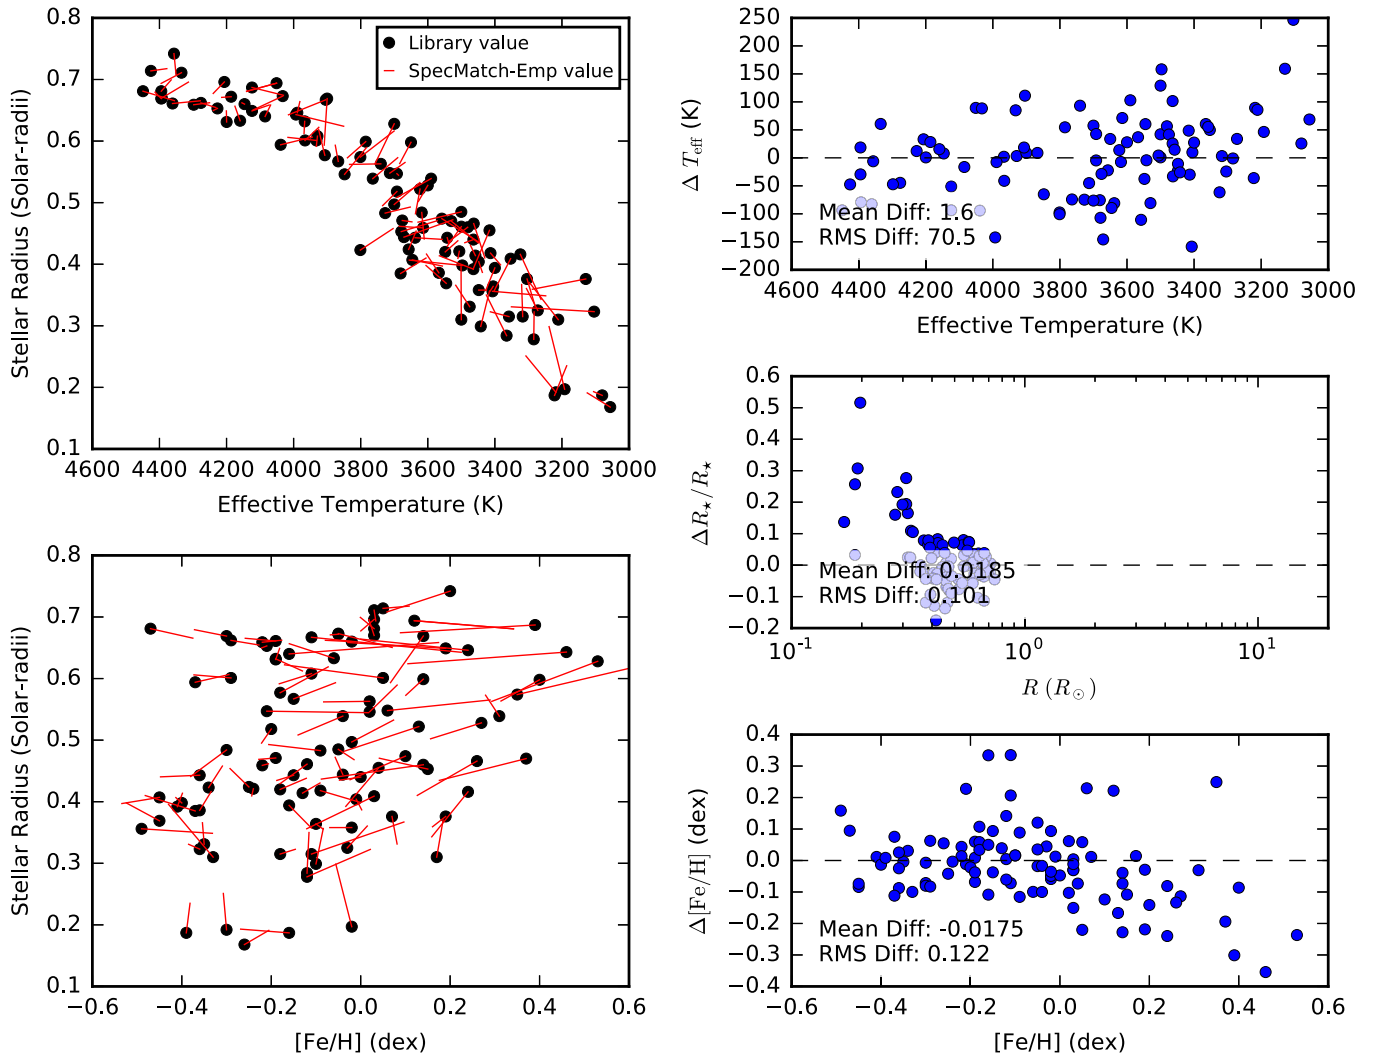 0.8
0.7
0.6
0.5
0.4
0.3
0.2
0.1
Stellar Radius (Solar-radii)
Library value
SpecMatch-Emp value
4600 4400 4200 4000 3800 3600 3400 3200 3000
Effective Temperature (K)
0.8
0.7
0.6
0.5
0.4
0.3
0.2
0.1
Stellar Radius (Solar-radii)
−0.6 −0.4 −0.2 0.0 0.2 0.4 0.6
[Fe/H] (dex)
250
200
150
100
50
0
−50
−100
−150
−200
Δ T_eff (K)
Mean Diff: 1.6
RMS Diff: 70.5
4600 4400 4200 4000 3800 3600 3400 3200 3000
Effective Temperature (K)
0.6
0.5
0.4
0.3
0.2
0.1
0.0
−0.1
−0.2
ΔR⋆/R⋆
Mean Diff: 0.0185
RMS Diff: 0.101
10⁻¹ 10⁰ 10¹
R (R☉)
0.4
0.3
0.2
0.1
0.0
−0.1
−0.2
−0.3
−0.4
Δ[Fe/H] (dex)
Mean Diff: -0.0175
RMS Diff: 0.122
−0.6 −0.4 −0.2 0.0 0.2 0.4 0.6
[Fe/H] (dex)